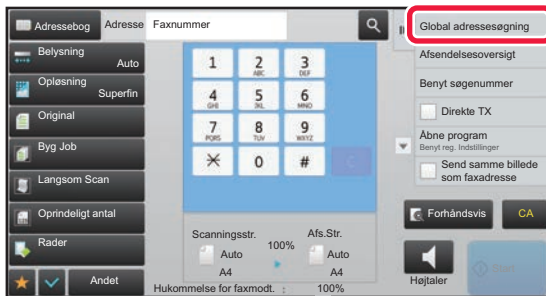 Adressebog Adresse Faxnummer
Belysning
Auto
Opløsning
Superfin
Original
Byg Job
Langsom Scan
Oprindeligt antal
Rader
Andet
1 2 3
ABC DEF
4 5 6
GHI JKL MNO
7 8 9
PQRS TUV WXYZ
0 #
C
Scanningsstr. 100% Afs.Str.
Auto Auto
A4 A4
Hukommelse for faxmodt. : 100%
Global adressesøgning
Afsendelsesoversigt
Benyt søgenummer
Direkte TX
Åbne program
Benyt reg. Indstillinger
Send samme billede
som faxadresse
Forhåndsvis CA
Højtaler
Start